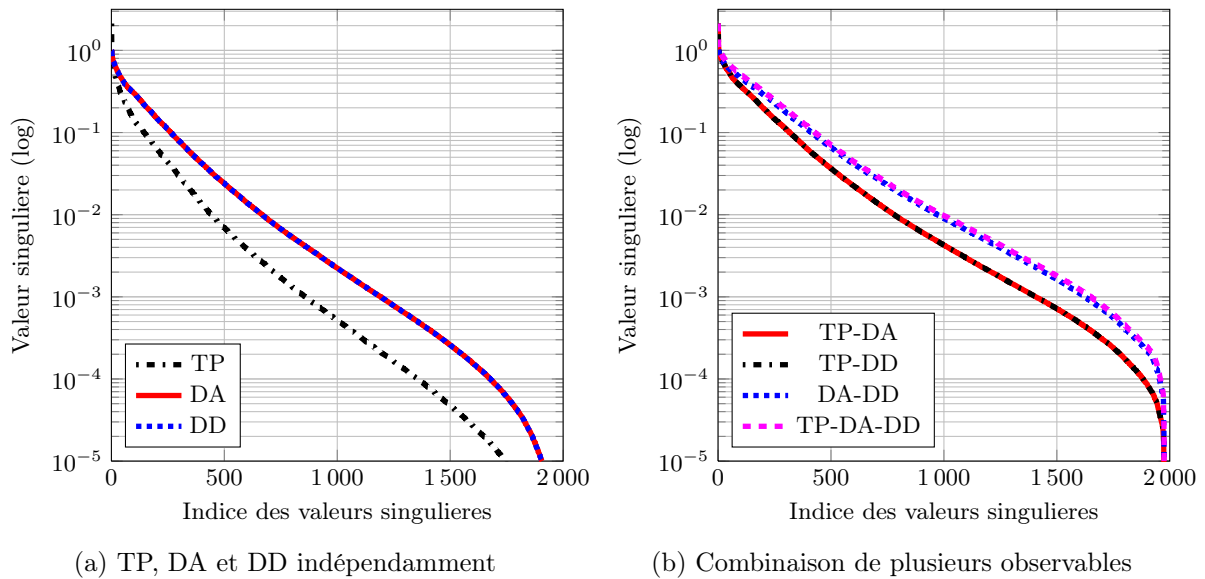 10^0
10^-1
10^-2
10^-3
10^-4
10^-5
Valeur singuliere (log)
TP
DA
DD
0 500 1 000 1 500 2 000
Indice des valeurs singulieres
(a) TP, DA et DD indépendamment
10^0
10^-1
10^-2
10^-3
10^-4
10^-5
Valeur singuliere (log)
TP-DA
TP-DD
DA-DD
TP-DA-DD
0 500 1 000 1 500 2 000
Indice des valeurs singulieres
(b) Combinaison de plusieurs observables